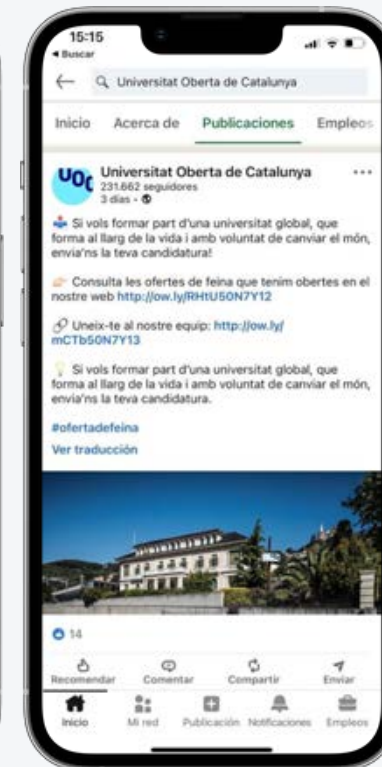 15:15
◀ Buscar
Universitat Oberta de Catalunya
Inicio Acerca de Publicaciones Empleos
UOC
Universitat Oberta de Catalunya
231.662 seguidores
3 días •
Si vols formar part d'una universitat global, que
forma al llarg de la vida i amb voluntat de canviar el món,
envia'ns la teva candidatura!
Consulta les ofertes de feina que tenim obertes en el
nostre web http://ow.ly/RHtU50N7Y12
Uneix-te al nostre equip: http://ow.ly/
mCTb50N7Y13
Si vols formar part d'una universitat global, que
forma al llarg de la vida i amb voluntat de canviar el món,
envia'ns la teva candidatura.
#ofertadefeina
Ver traducción
14
Recomendar Comentar Compartir Enviar
Inicio Mi red Publicación Notificaciones Empleos